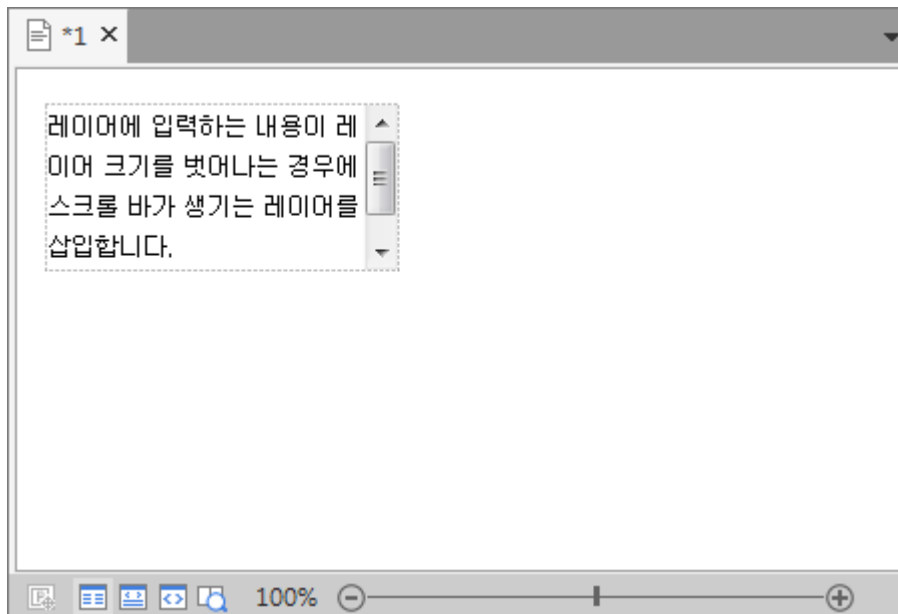 *1
레이어에 입력하는 내용이 레
이어 크기를 벗어나는 경우에
스크롤 바가 생기는 레이어를
삽입합니다.
100%